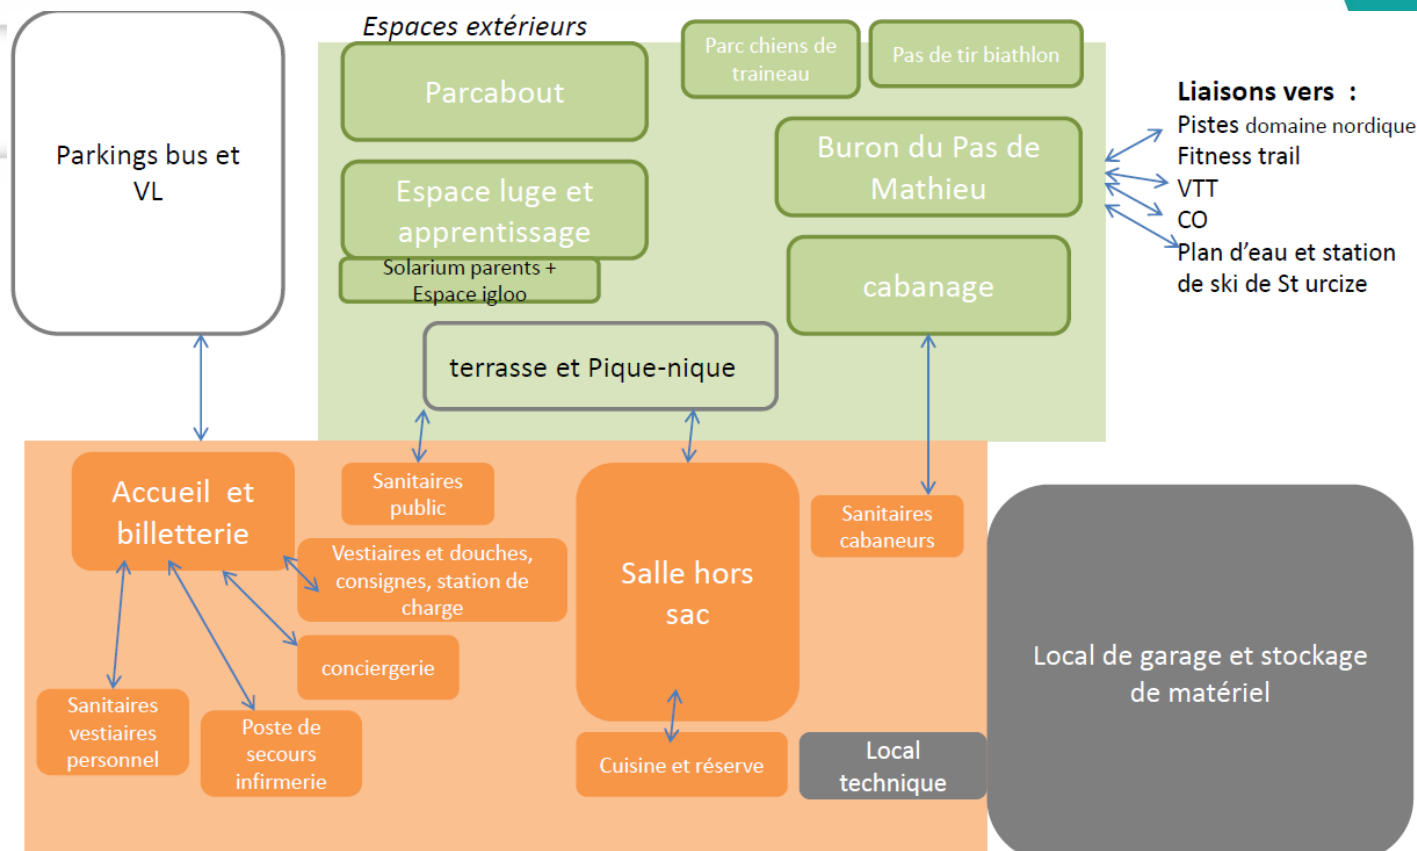 Espaces extérieurs
Parkings bus et
VL
Parcabout
Parc chiens de
traineau
Pas de tir biathlon
Espace luge et
apprentissage
Solarium parents +
Espace igloo
Buron du Pas de
Mathieu
cabanage
terrasse et Pique-nique
Liaisons vers :
Pistes domaine nordique
Fitness trail
VTT
CO
Plan d'eau et station
de ski de St urcize
Accueil et
billetterie
Sanitaires
public
Vestiaires et douches,
consignes, station de
charge
conciergerie
Sanitaires
vestiaires
personnel
Poste de
secours
infirmerie
Salle hors
sac
Cuisine et réserve
Sanitaires
cabaneurs
Local
technique
Local de garage et stockage
de matériel